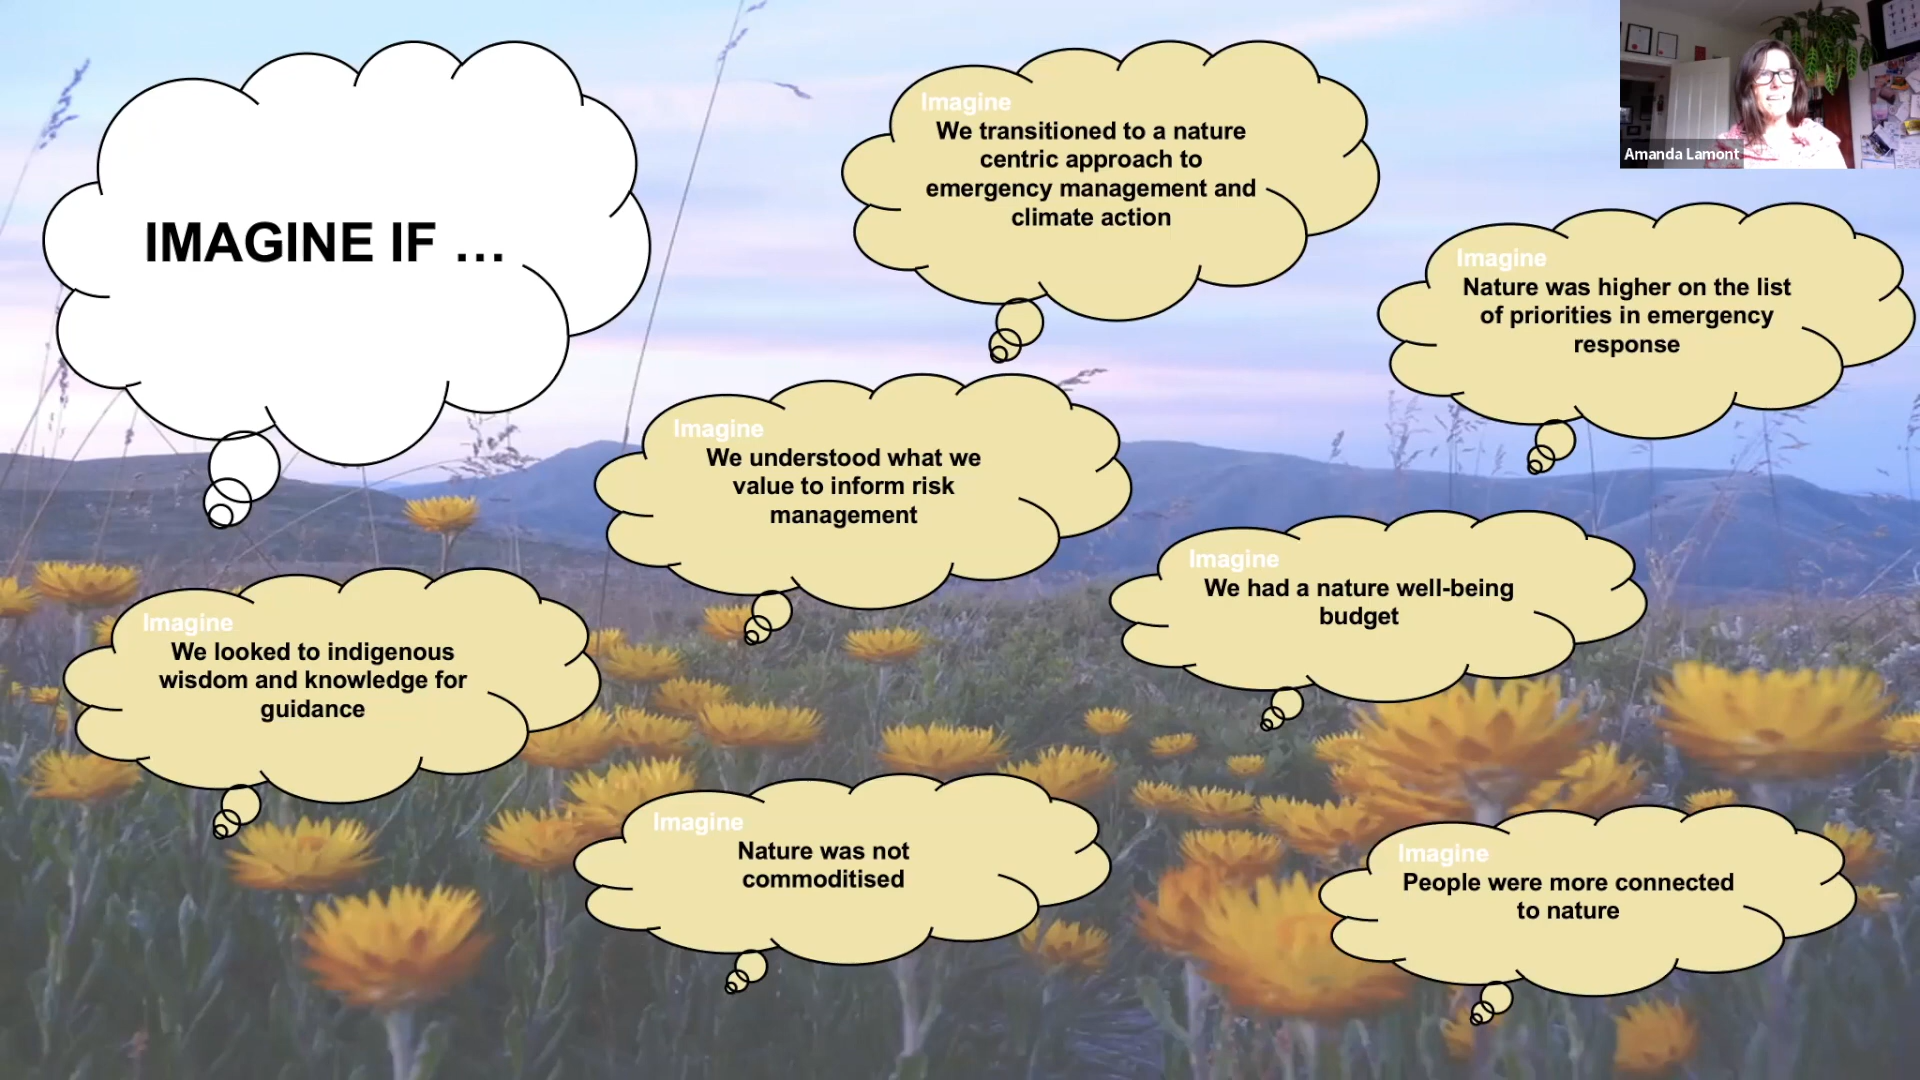 IMAGINE IF ...
Imagine
We transitioned to a nature
centric approach to
emergency management and
climate action
Amanda Lamont
Imagine
Nature was higher on the list
of priorities in emergency
response
Imagine
We understood what we
value to inform risk
management
Imagine
We had a nature well-being
budget
Imagine
We looked to indigenous
wisdom and knowledge for
guidance
Imagine
Nature was not
commoditised
Imagine
People were more connected
to nature